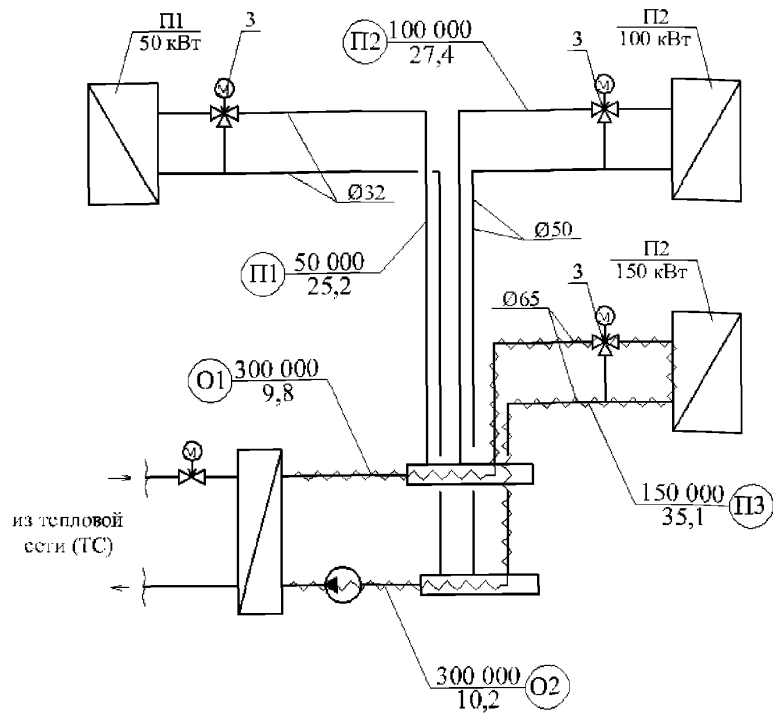 П1
50 кВт
3
П2
100 000
27,4
3
П2
100 кВт
Ø32
Ø50
П1
50 000
25,2
П2
150 кВт
3
Ø65
М
М
М
О1
300 000
9,8
М
из тепловой
сети (ТС)
150 000
35,1
П3
300 000
10,2
О2